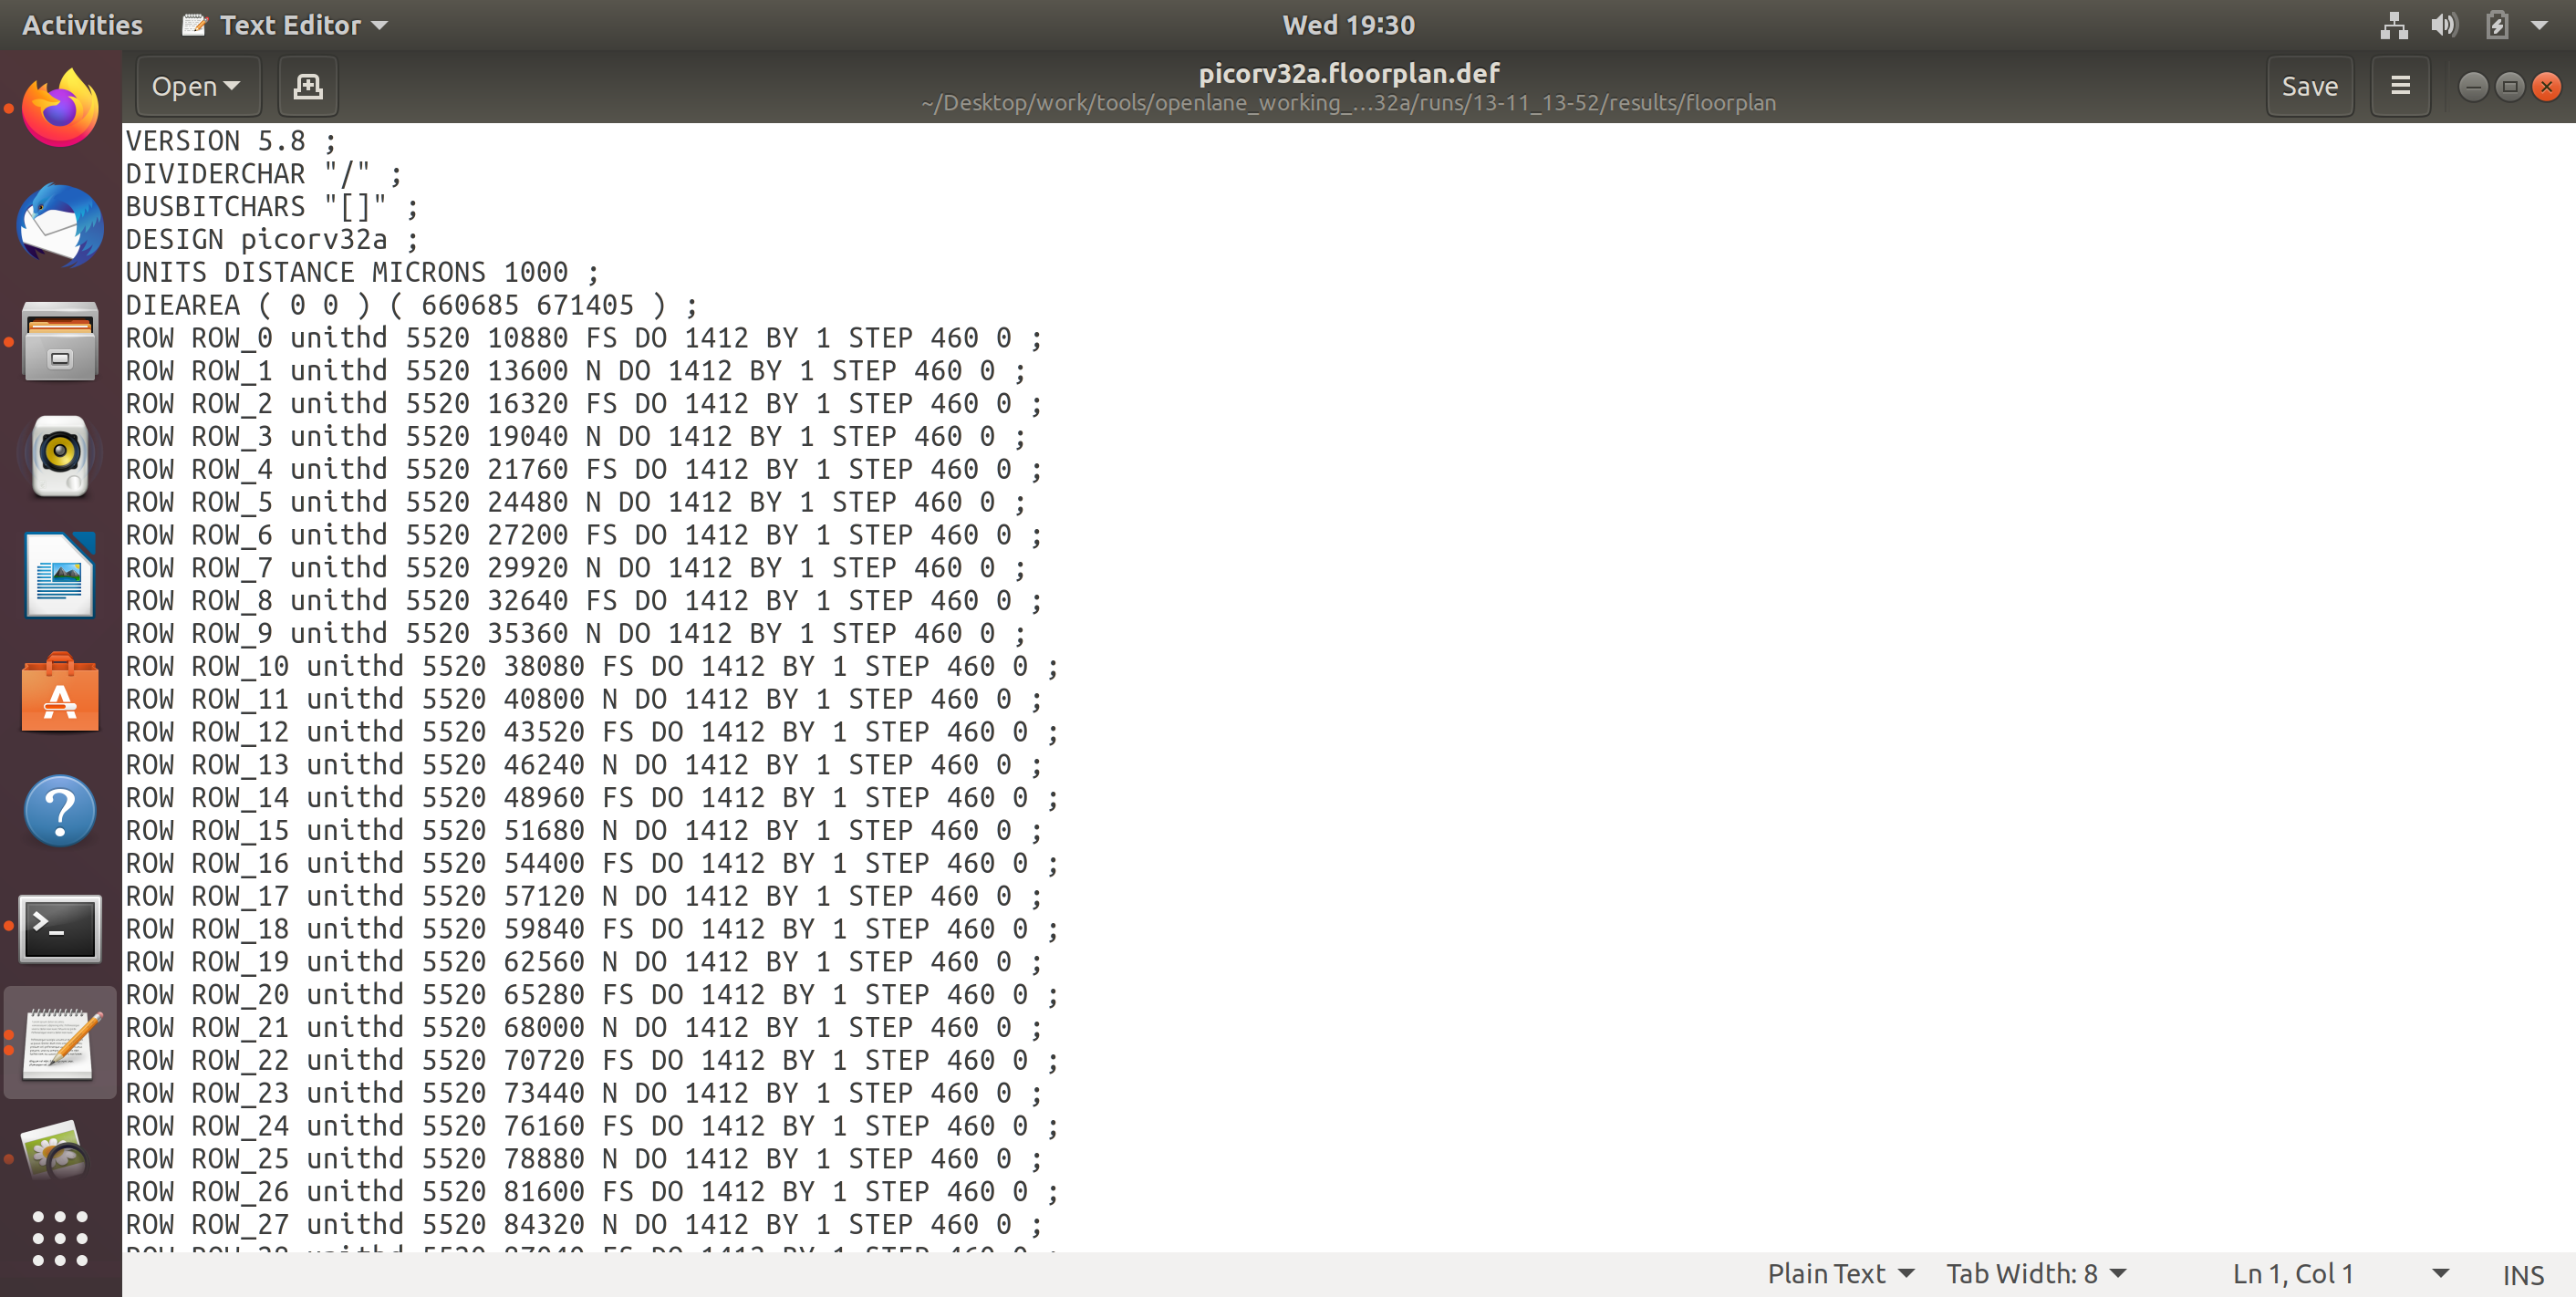 Activities Text Editor Wed 19:30
Open picorv32a.floorplan.def Save
~/Desktop/work/tools/openlane_working_...32a/runs/13-11_13-52/results/floorplan
VERSION 5.8 ;
DIVIDERCHAR "/" ;
BUSBITCHARS "[]" ;
DESIGN picorv32a ;
UNITS DISTANCE MICRONS 1000 ;
DIEAREA ( 0 0 ) ( 660685 671405 ) ;
ROW ROW_0 unithd 5520 10880 FS DO 1412 BY 1 STEP 460 0 ;
ROW ROW_1 unithd 5520 13600 N DO 1412 BY 1 STEP 460 0 ;
ROW ROW_2 unithd 5520 16320 FS DO 1412 BY 1 STEP 460 0 ;
ROW ROW_3 unithd 5520 19040 N DO 1412 BY 1 STEP 460 0 ;
ROW ROW_4 unithd 5520 21760 FS DO 1412 BY 1 STEP 460 0 ;
ROW ROW_5 unithd 5520 24480 N DO 1412 BY 1 STEP 460 0 ;
ROW ROW_6 unithd 5520 27200 FS DO 1412 BY 1 STEP 460 0 ;
ROW ROW_7 unithd 5520 29920 N DO 1412 BY 1 STEP 460 0 ;
ROW ROW_8 unithd 5520 32640 FS DO 1412 BY 1 STEP 460 0 ;
ROW ROW_9 unithd 5520 35360 N DO 1412 BY 1 STEP 460 0 ;
ROW ROW_10 unithd 5520 38080 FS DO 1412 BY 1 STEP 460 0 ;
ROW ROW_11 unithd 5520 40800 N DO 1412 BY 1 STEP 460 0 ;
ROW ROW_12 unithd 5520 43520 FS DO 1412 BY 1 STEP 460 0 ;
ROW ROW_13 unithd 5520 46240 N DO 1412 BY 1 STEP 460 0 ;
ROW ROW_14 unithd 5520 48960 FS DO 1412 BY 1 STEP 460 0 ;
ROW ROW_15 unithd 5520 51680 N DO 1412 BY 1 STEP 460 0 ;
ROW ROW_16 unithd 5520 54400 FS DO 1412 BY 1 STEP 460 0 ;
ROW ROW_17 unithd 5520 57120 N DO 1412 BY 1 STEP 460 0 ;
ROW ROW_18 unithd 5520 59840 FS DO 1412 BY 1 STEP 460 0 ;
ROW ROW_19 unithd 5520 62560 N DO 1412 BY 1 STEP 460 0 ;
ROW ROW_20 unithd 5520 65280 FS DO 1412 BY 1 STEP 460 0 ;
ROW ROW_21 unithd 5520 68000 N DO 1412 BY 1 STEP 460 0 ;
ROW ROW_22 unithd 5520 70720 FS DO 1412 BY 1 STEP 460 0 ;
ROW ROW_23 unithd 5520 73440 N DO 1412 BY 1 STEP 460 0 ;
ROW ROW_24 unithd 5520 76160 FS DO 1412 BY 1 STEP 460 0 ;
ROW ROW_25 unithd 5520 78880 N DO 1412 BY 1 STEP 460 0 ;
ROW ROW_26 unithd 5520 81600 FS DO 1412 BY 1 STEP 460 0 ;
ROW ROW_27 unithd 5520 84320 N DO 1412 BY 1 STEP 460 0 ;
Plain Text Tab Width: 8 Ln 1, Col 1 INS